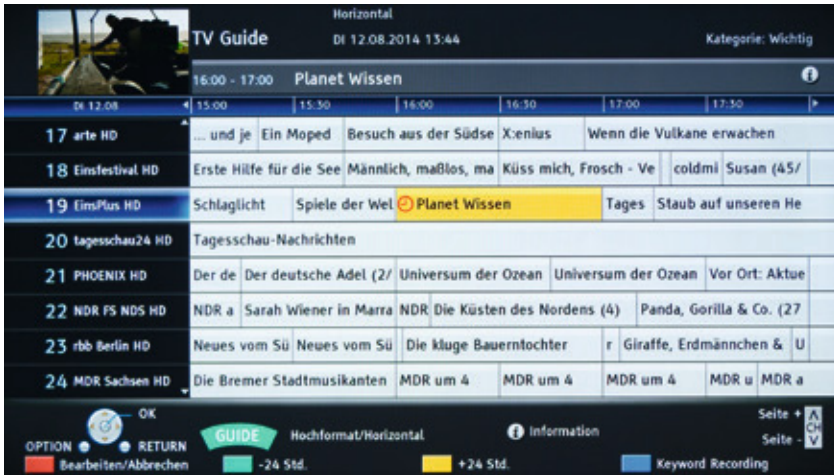 Horizontal
TV Guide DI 12.08.2014 13:44 Kategorie: Wichtig
16:00 - 17:00 Planet Wissen
DI 12.08 15:00 15:30 16:00 16:30 17:00 17:30
17 arte HD ... und je Ein Moped Besuch aus der Südse X:enius Wenn die Vulkane erwachen
18 Einsfestival HD Erste Hilfe für die See Männlich, maßlos, ma Küss mich, Frosch - Ve coldmi Susan (45/
19 EinsPlus HD Schlaglicht Spiele der Wel Planet Wissen Tages Staub auf unseren He
20 tagesschau24 HD Tagesschau-Nachrichten
21 PHOENIX HD Der de Der deutsche Adel (2/ Universum der Ozean Universum der Ozean Vor Ort: Aktue
22 NDR FS NDS HD NDR a Sarah Wiener in Marra NDR Die Küsten des Nordens (4) Panda, Gorilla & Co. (27
23 rbb Berlin HD Neues vom Sü Neues vom Sü Die kluge Bauerntochter r Giraffe, Erdmännchen & U
24 MDR Sachsen HD Die Bremer Stadtmusikanten MDR um 4 MDR um 4 MDR um 4 MDR u MDR a
OK Seite + CH
OPTION RETURN GUIDE Hochformat/Horizontal i Information Seite -
Bearbeiten/Abbrechen -24 Std. +24 Std. Keyword Recording